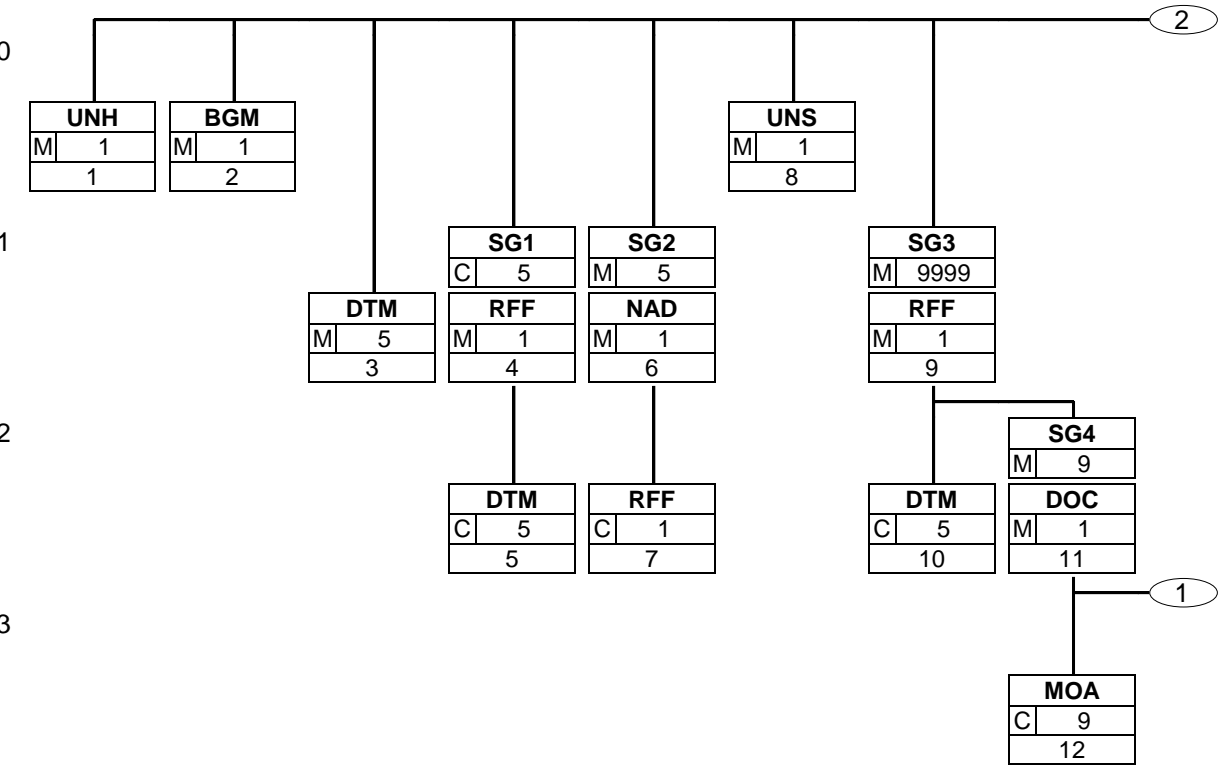 2
0
UNH BGM UNS
M 1 M 1 M 1
1 2 8
1
SG1 SG2 SG3
C 5 M 5 M 9999
DTM RFF NAD RFF
M 5 M 1 M 1 M 1
3 4 6 9
2
SG4
M 9
DTM RFF DTM DOC
C 5 C 1 C 5 M 1
5 7 10 11
1
3
MOA
C 9
12